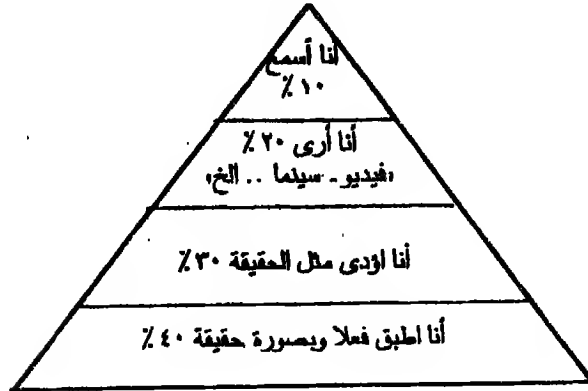 أنا أسمع
١٠ ٪
أنا أرى ٢٠ ٪
«فيديو - سينما .. الخ»
أنا اؤدى مثل الحقيقة ٣٠ ٪
أنا اطبق فعلا وبصورة حقيقة ٤٠ ٪